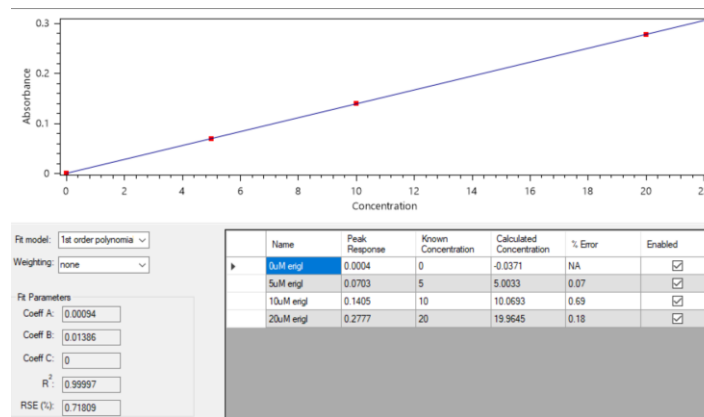 0.3
0.2
0.1
0
Absorbance
0 2 4 6 8 10 12 14 16 18 20
Concentration
Fit model: 1st order polynomia
Weighting: none
Fit Parameters
Coeff A: 0.00094
Coeff B: 0.01386
Coeff C: 0
R²: 0.99997
RSE (%): 0.71809
Name Peak Response Known Concentration Calculated Concentration % Error Enabled
0uM erigl 0.0004 0 -0.0371 NA
5uM erigl 0.0703 5 5.0033 0.07
10uM erigl 0.1405 10 10.0693 0.69
20uM erigl 0.2777 20 19.9645 0.18